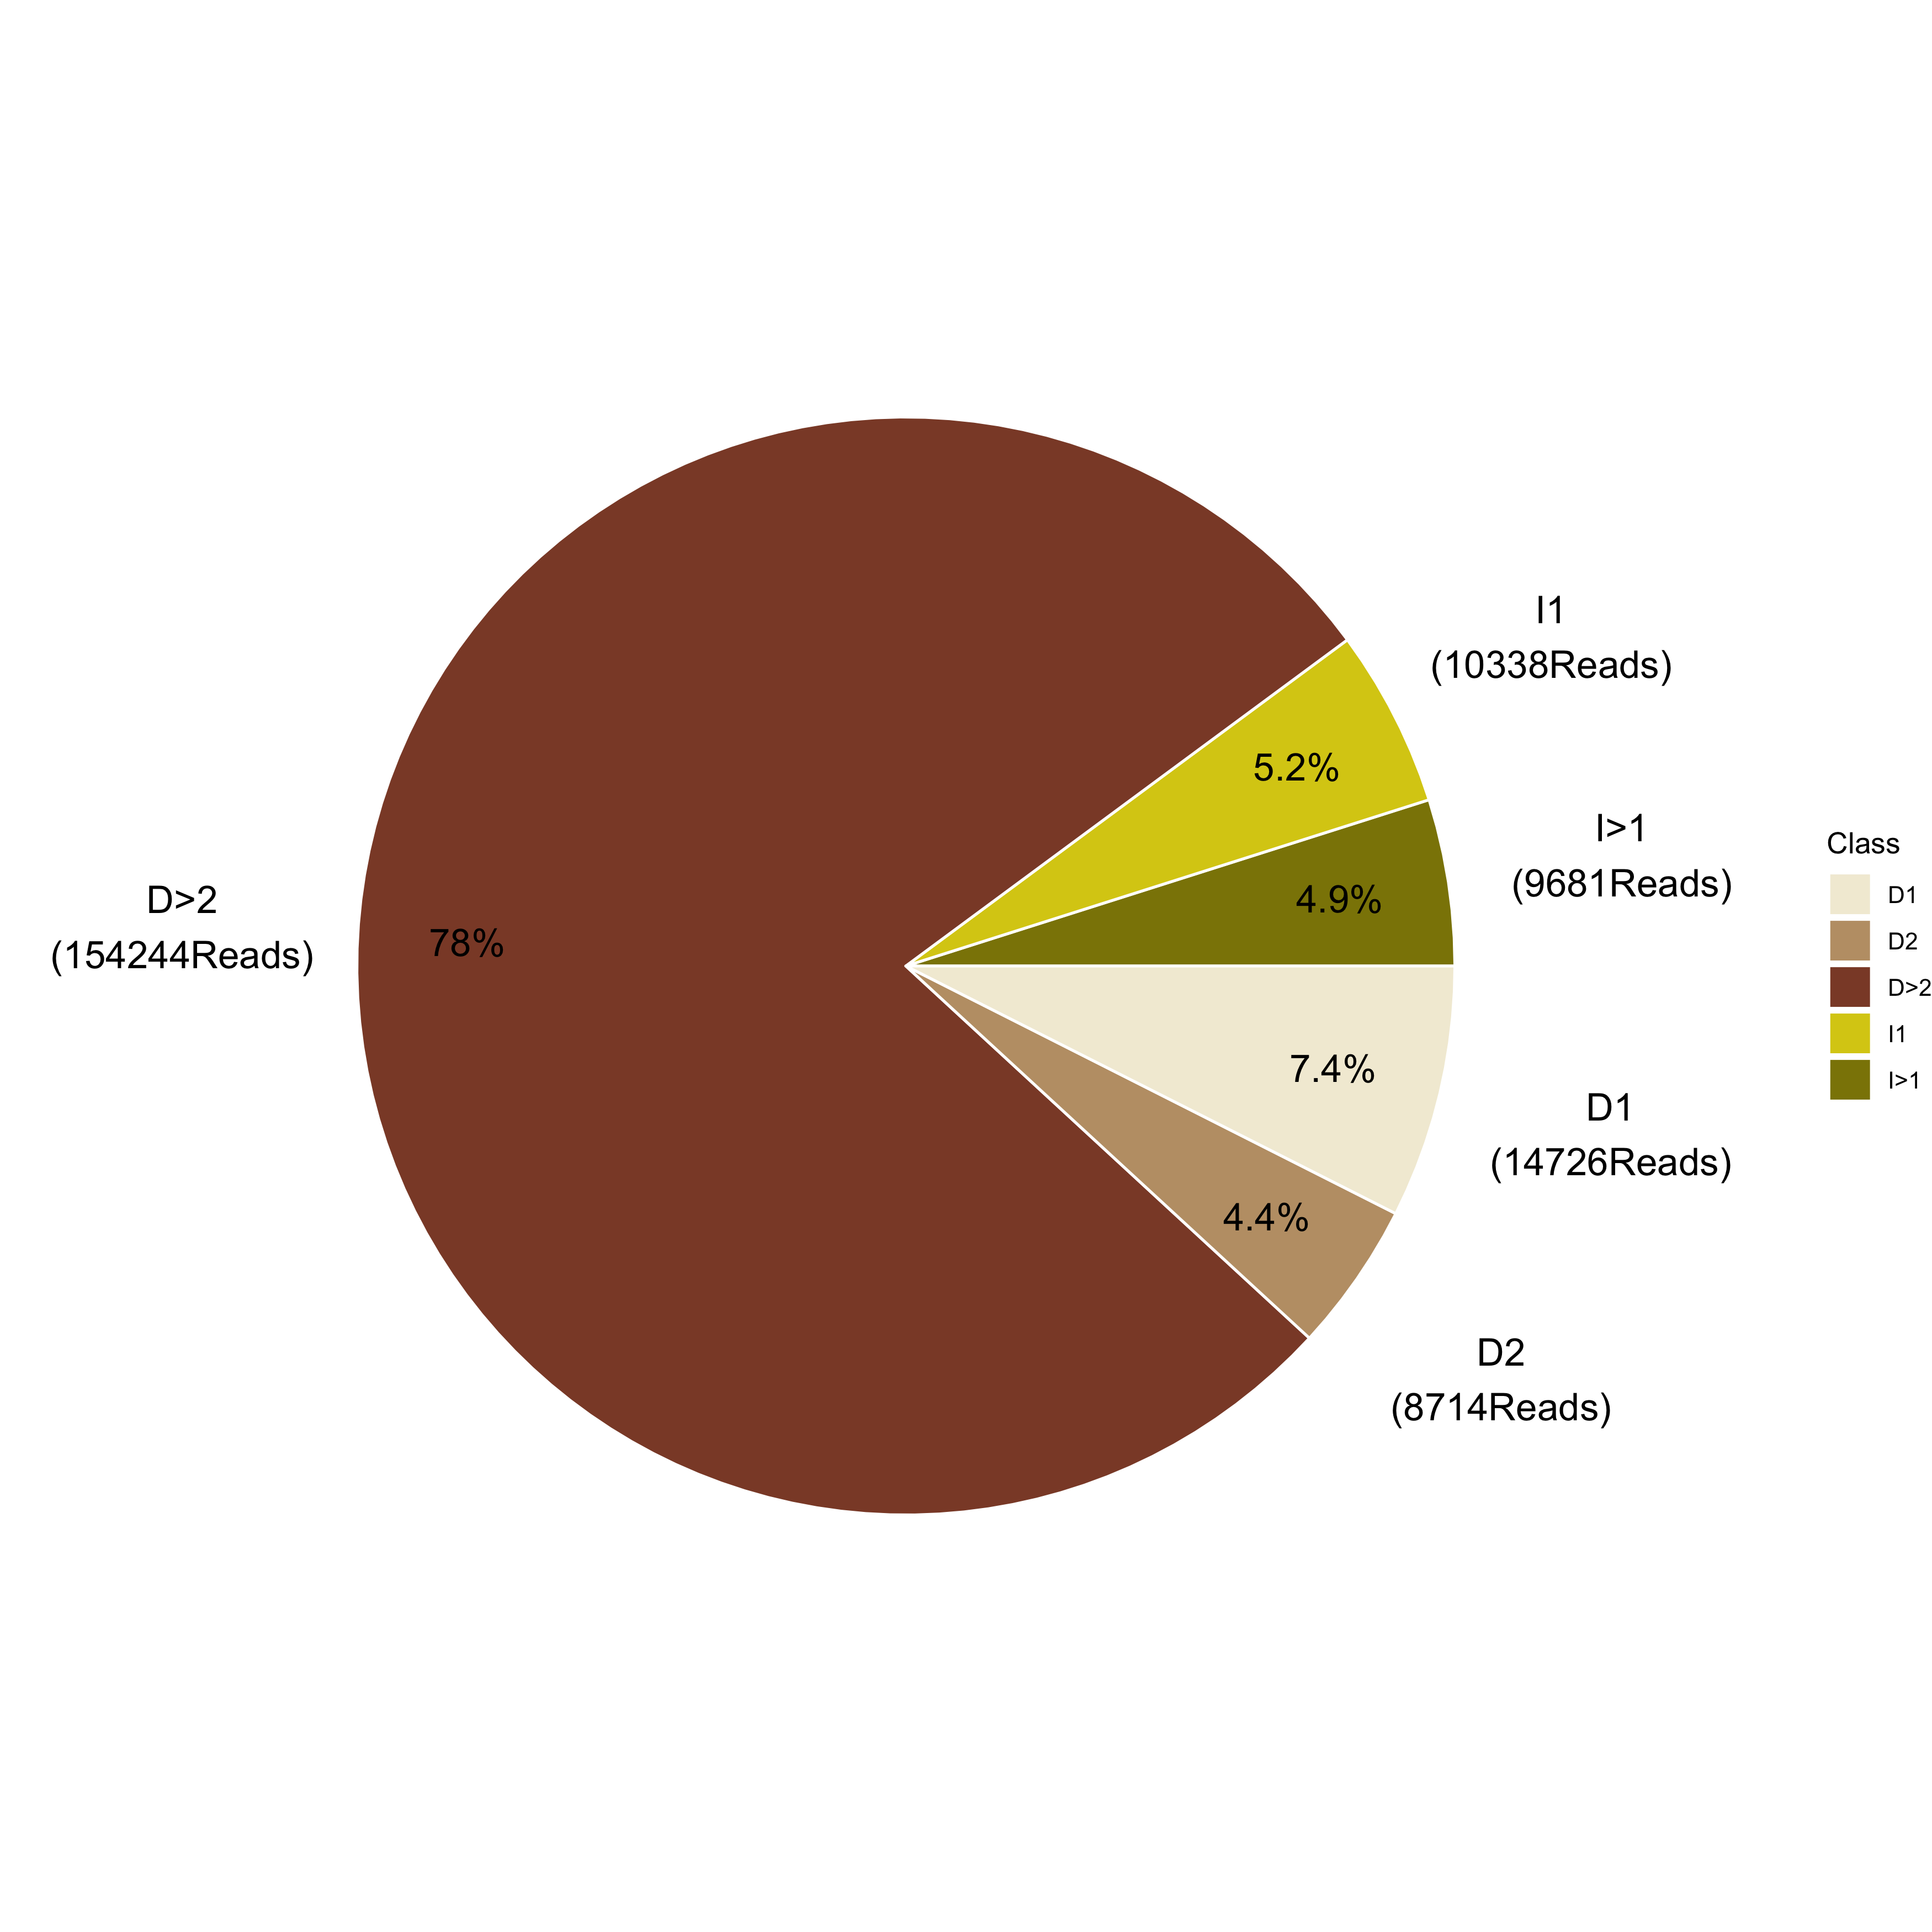 I1
(10338Reads)
5.2%
I>1
(9681Reads)
4.9%
D>2
(154244Reads)
78%
7.4%
D1
(14726Reads)
4.4%
D2
(8714Reads)
Class
D1
D2
D>2
I1
I>1